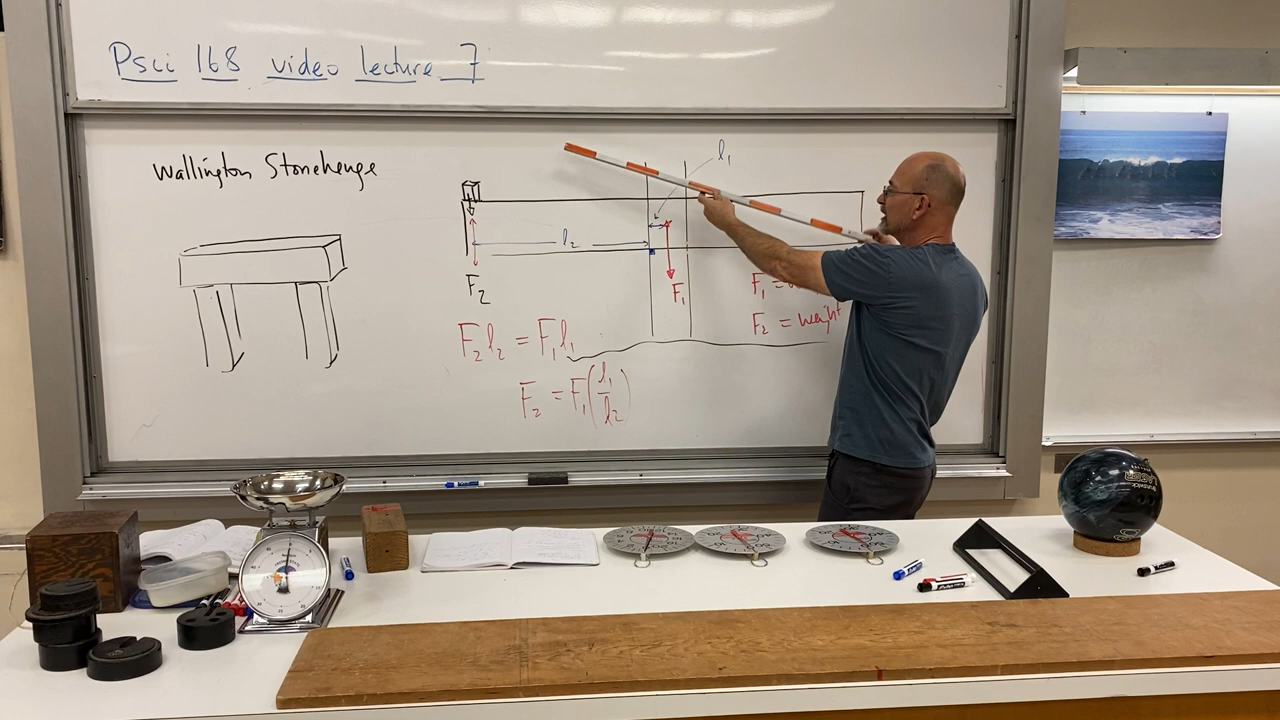 Psci 168 video lecture 7
Wallington Stonehenge
l₁
l₂
F₂
F₁
F₁ =
F₂ = weight
F₂l₂ = F₁l₁
F₂ = F₁(l₁/l₂)